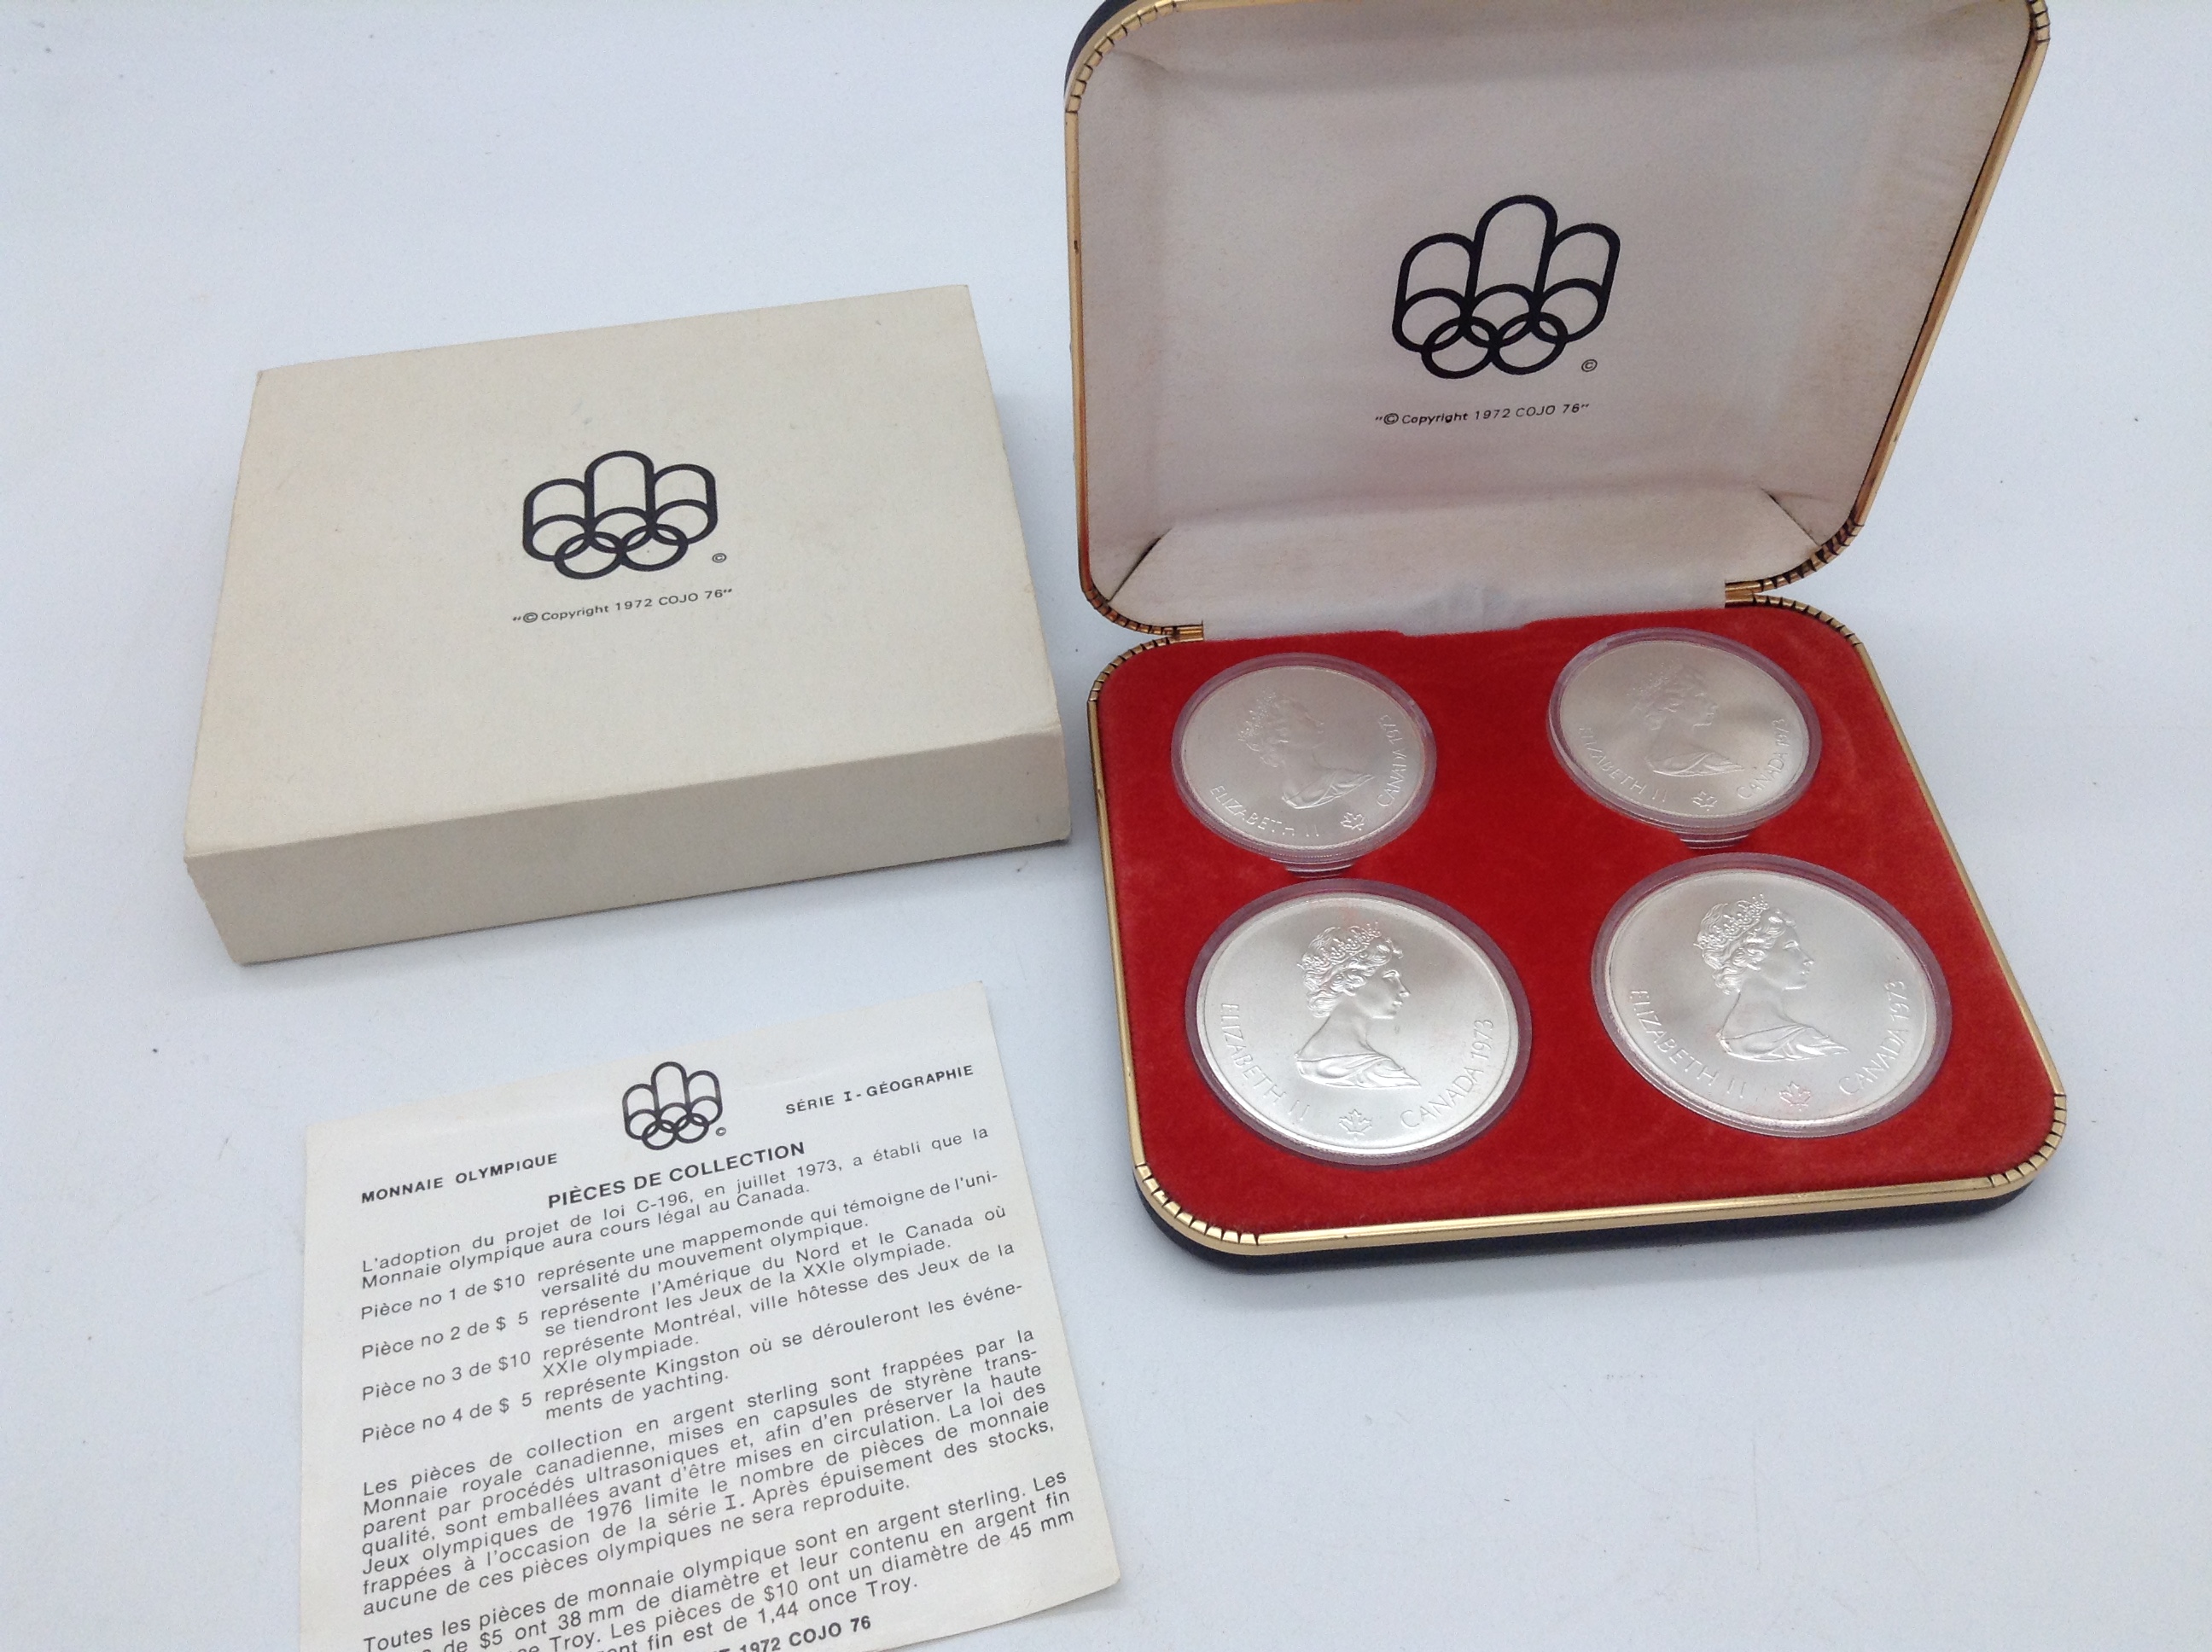 ©
"© Copyright 1972 COJO 76"
©
"© Copyright 1972 COJO 76"
ELIZABETH II CANADA 1973
ELIZABETH II CANADA 1973
ELIZABETH II CANADA 1973
ELIZABETH II CANADA 1973
MONNAIE OLYMPIQUE
©
SÉRIE I - GÉOGRAPHIE
PIÈCES DE COLLECTION
L'adoption du projet de loi C-196, en juillet 1973, a établi que la
Monnaie olympique aura cours légal au Canada.
Pièce no 1 de $10 représente une mappemonde qui témoigne de l'uni-
versalité du mouvement olympique.
Pièce no 2 de $ 5 représente l'Amérique du Nord et le Canada où
se tiendront les Jeux de la XXIe olympiade.
Pièce no 3 de $10 représente Montréal, ville hôtesse des Jeux de la
XXIe olympiade.
Pièce no 4 de $ 5 représente Kingston où se dérouleront les événe-
ments de yachting.
Les pièces de collection en argent sterling sont frappées par la
Monnaie royale canadienne, mises en capsules de styrène trans-
parent par procédés ultrasoniques et, afin d'en préserver la haute
qualité, sont emballées avant d'être mises en circulation. La loi des
Jeux olympiques de 1976 limite le nombre de pièces de monnaie
frappées à l'occasion de la série I. Après épuisement des stocks,
aucune de ces pièces olympiques ne sera reproduite.
Toutes les pièces de monnaie olympique sont en argent sterling. Les
de $5 ont 38 mm de diamètre et leur contenu en argent fin
Troy. Les pièces de $10 ont un diamètre de 45 mm
fin est de 1,44 once Troy.
1972 COJO 76